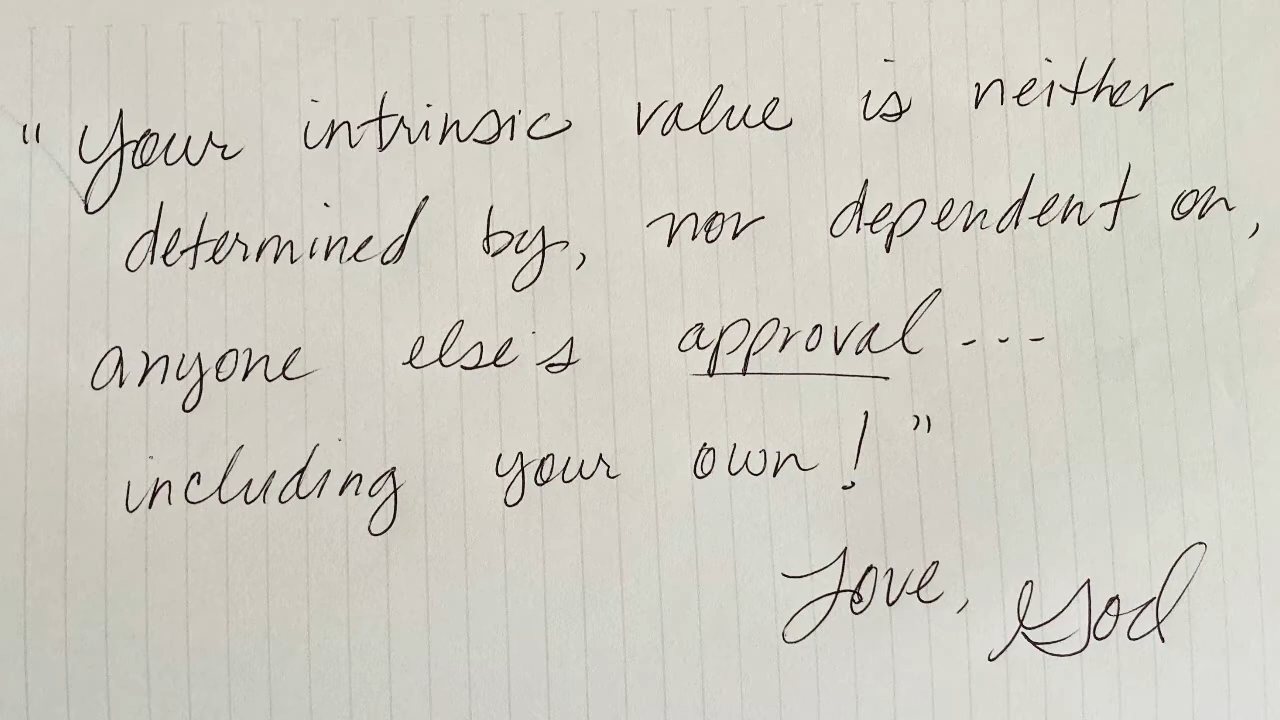 "Your intrinsic value is neither
determined by, nor dependent on,
anyone else's approval ---
including your own!"
Love, God